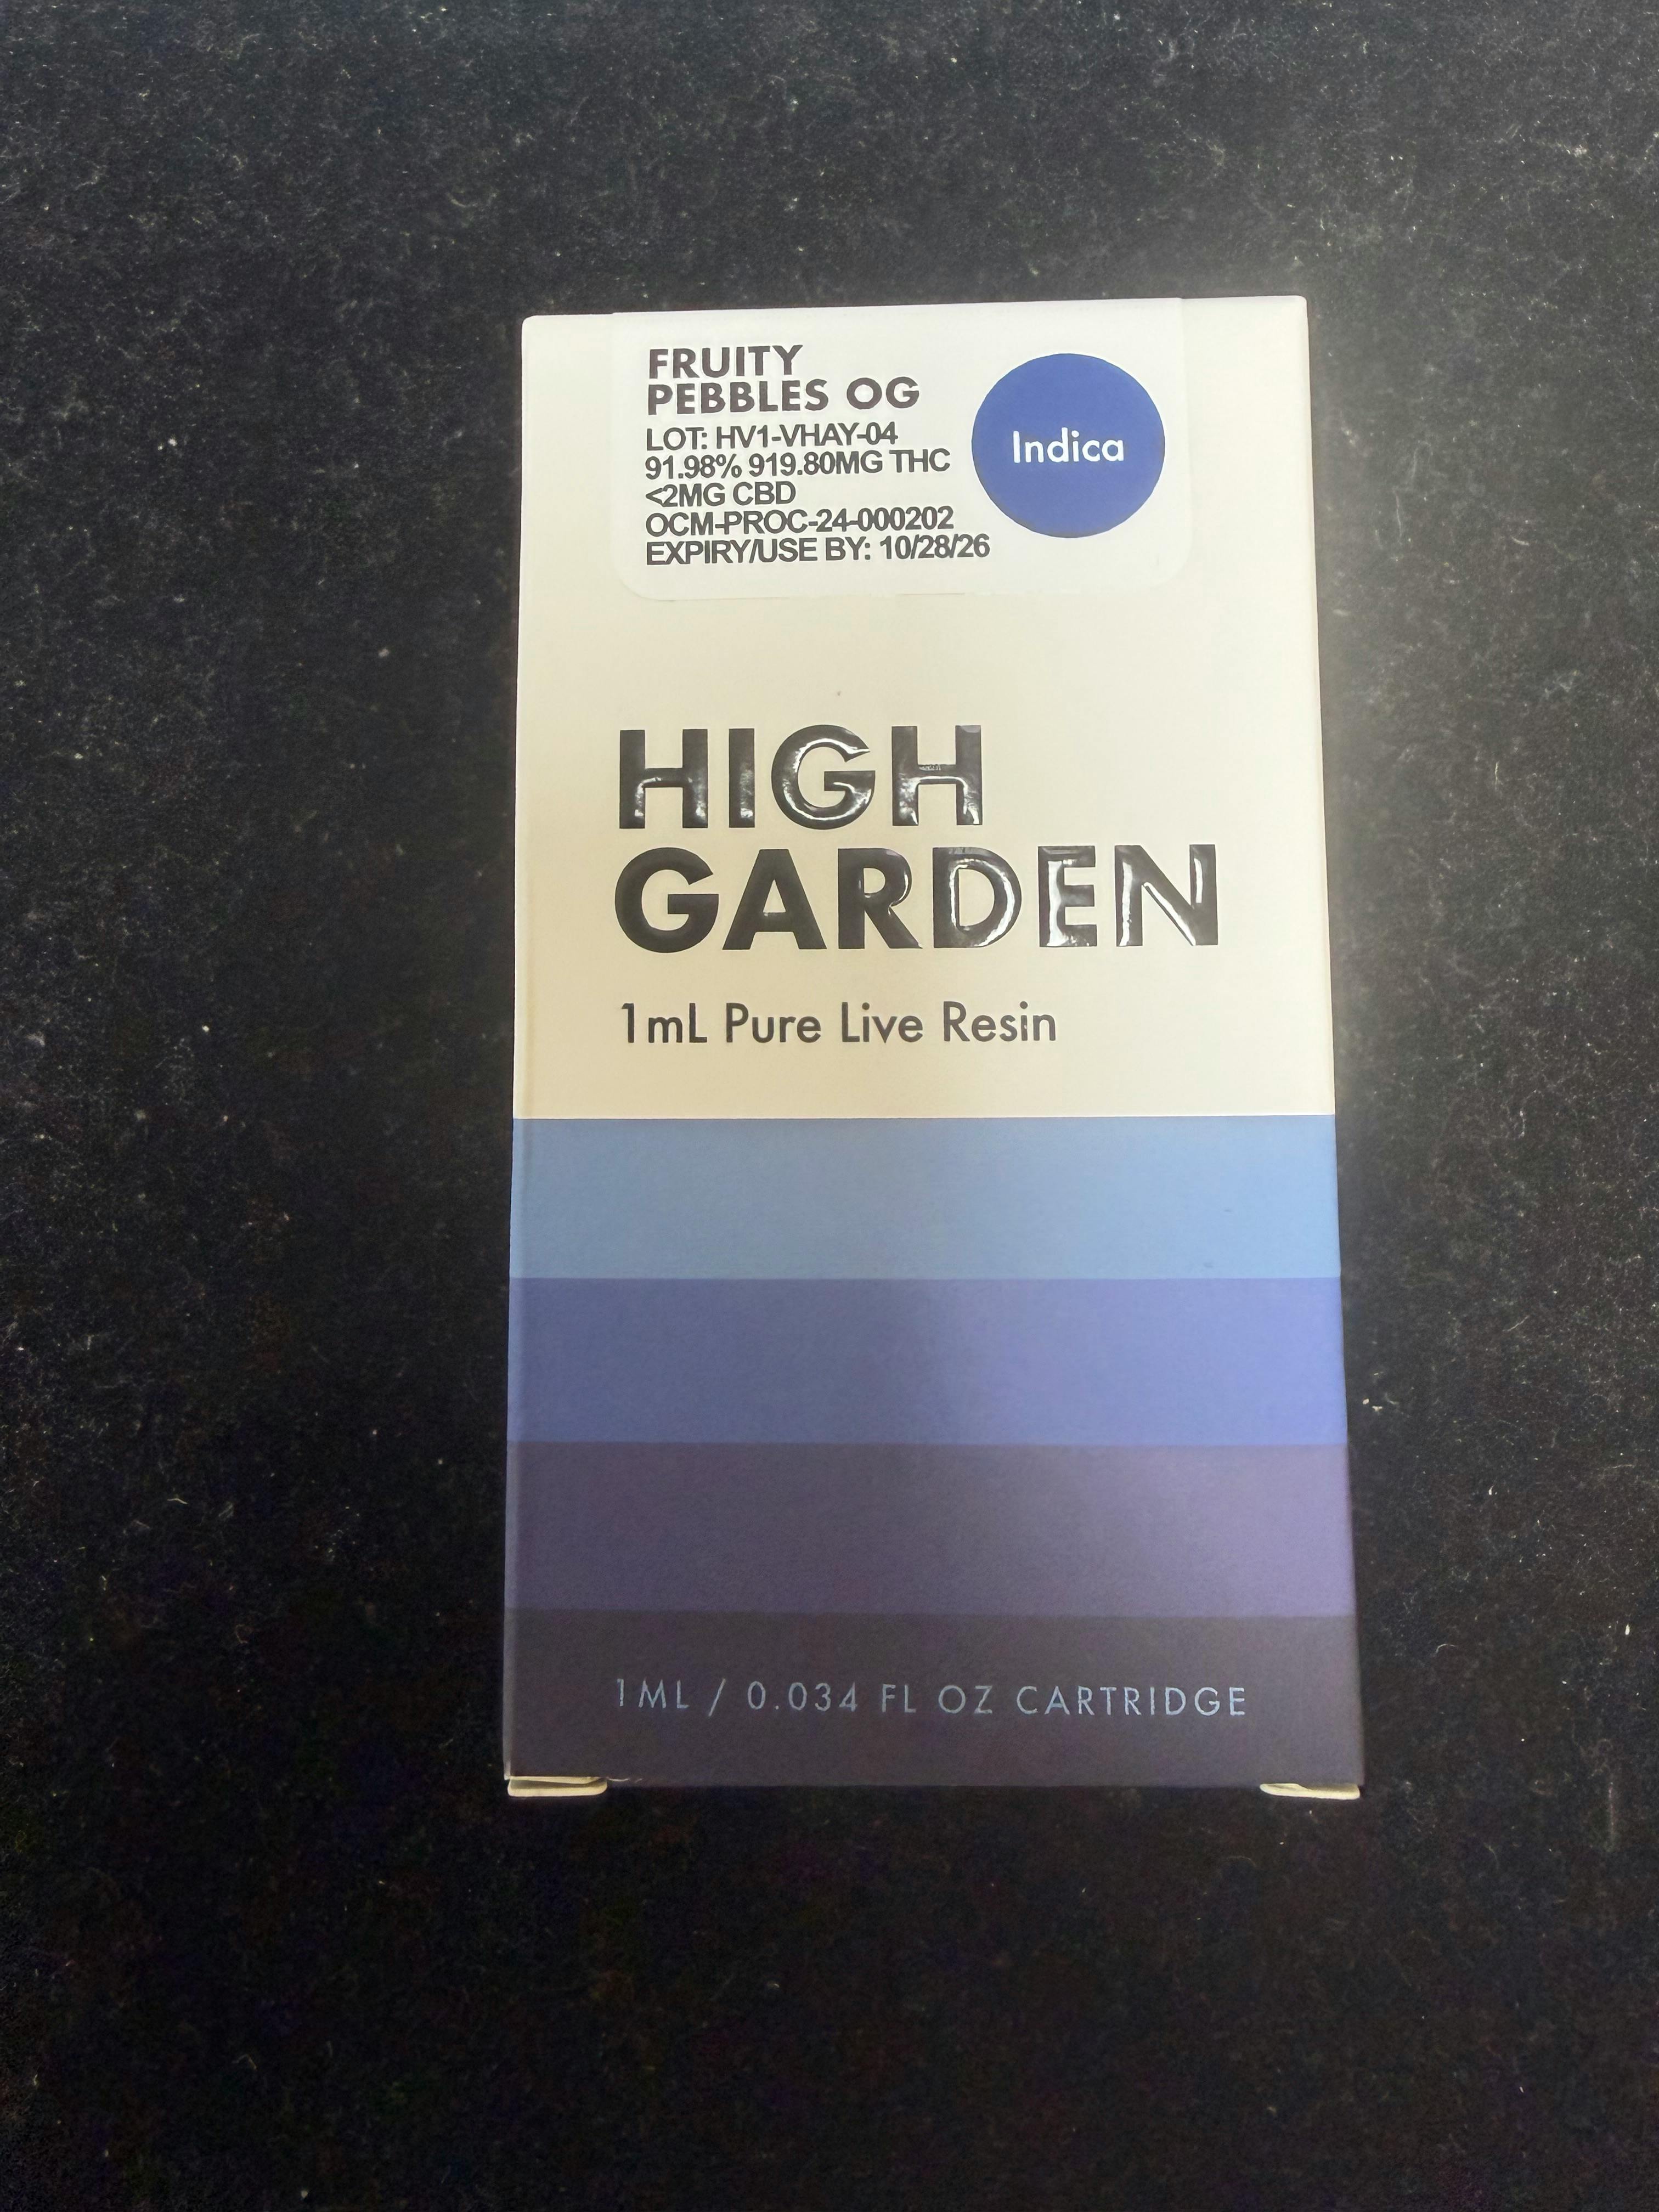 FRUITY
PEBBLES OG
LOT: HV1-VHAY-04
91.98% 919.80MG THC
<2MG CBD
OCM-PROC-24-000202
EXPIRY/USE BY: 10/28/26
Indica
HIGH
GARDEN
1mL Pure Live Resin
1ML / 0.034 FL OZ CARTRIDGE